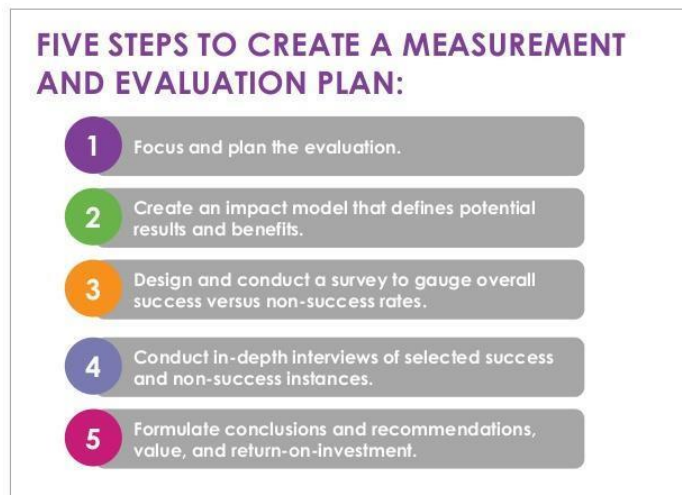 FIVE STEPS TO CREATE A MEASUREMENT
AND EVALUATION PLAN:
1
Focus and plan the evaluation.
2
Create an impact model that defines potential
results and benefits.
3
Design and conduct a survey to gauge overall
success versus non-success rates.
4
Conduct in-depth interviews of selected success
and non-success instances.
5
Formulate conclusions and recommendations,
value, and return-on-investment.